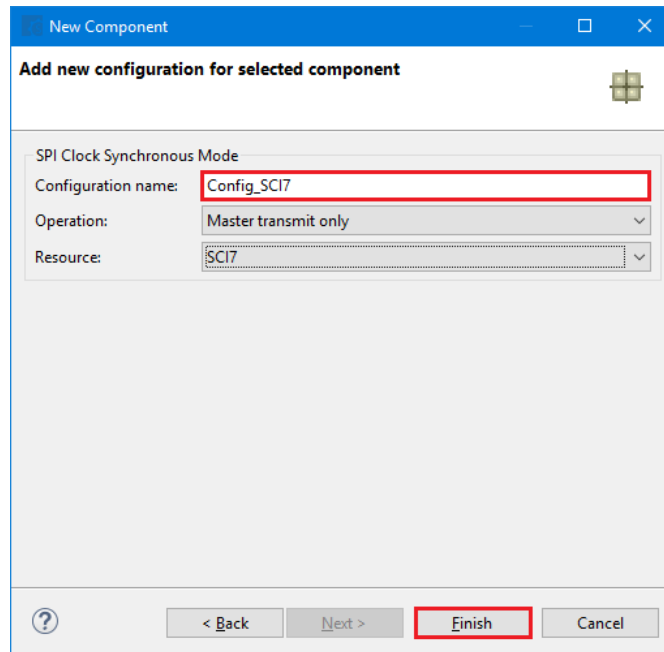 New Component
Add new configuration for selected component
SPI Clock Synchronous Mode
Configuration name: Config_SCI7
Operation: Master transmit only
Resource: SCI7
? < Back Next > Finish Cancel